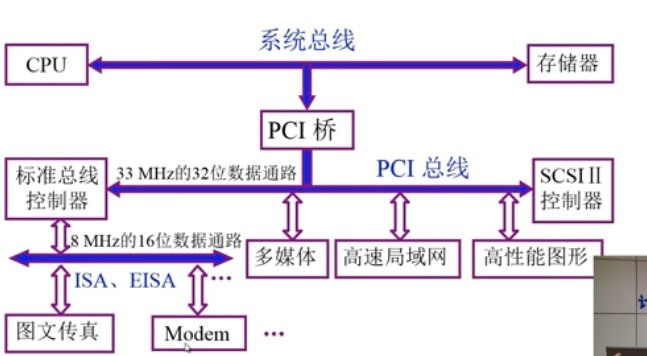 系统总线
CPU
存储器
PCI 桥
标准总线
控制器
33 MHz的32位数据通路
PCI 总线
SCSI II
控制器
8 MHz的16位数据通路
多媒体
高速局域网
高性能图形
ISA、EISA
…
图文传真
Modem
…